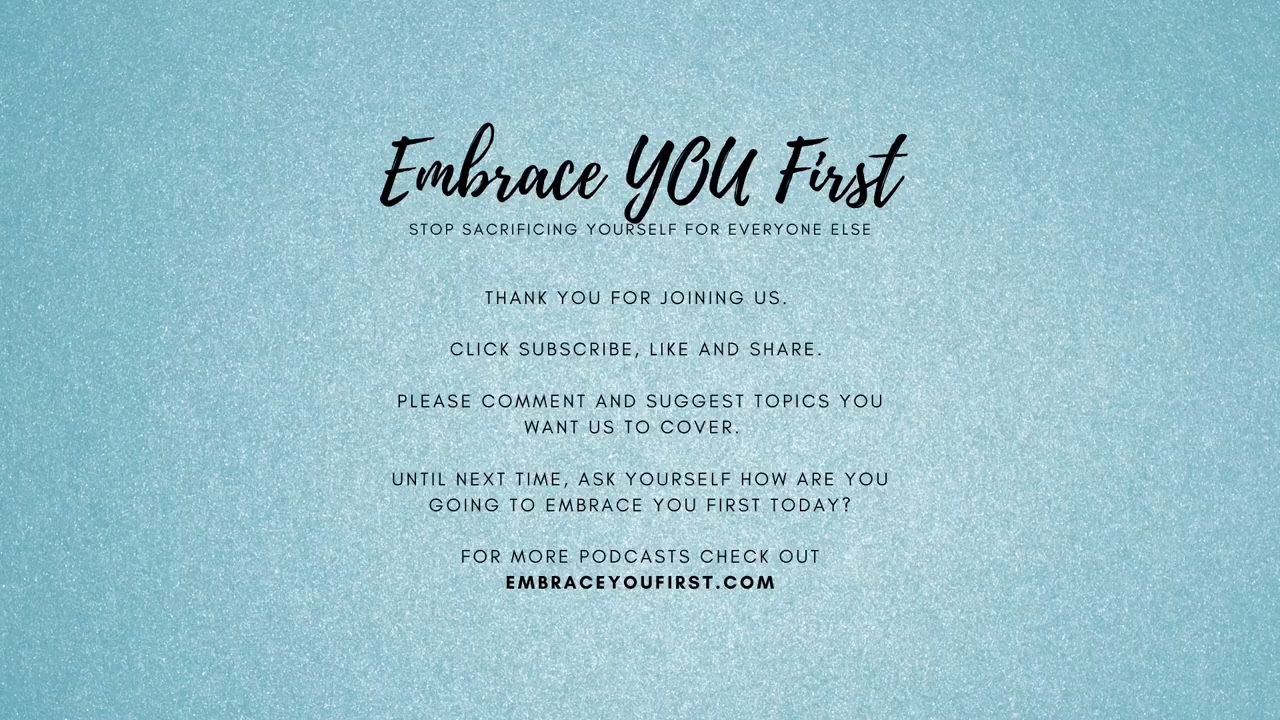 Embrace YOU First
STOP SACRIFICING YOURSELF FOR EVERYONE ELSE
THANK YOU FOR JOINING US.
CLICK SUBSCRIBE, LIKE AND SHARE.
PLEASE COMMENT AND SUGGEST TOPICS YOU
WANT US TO COVER.
UNTIL NEXT TIME, ASK YOURSELF HOW ARE YOU
GOING TO EMBRACE YOU FIRST TODAY?
FOR MORE PODCASTS CHECK OUT
EMBRACEYOUFIRST.COM